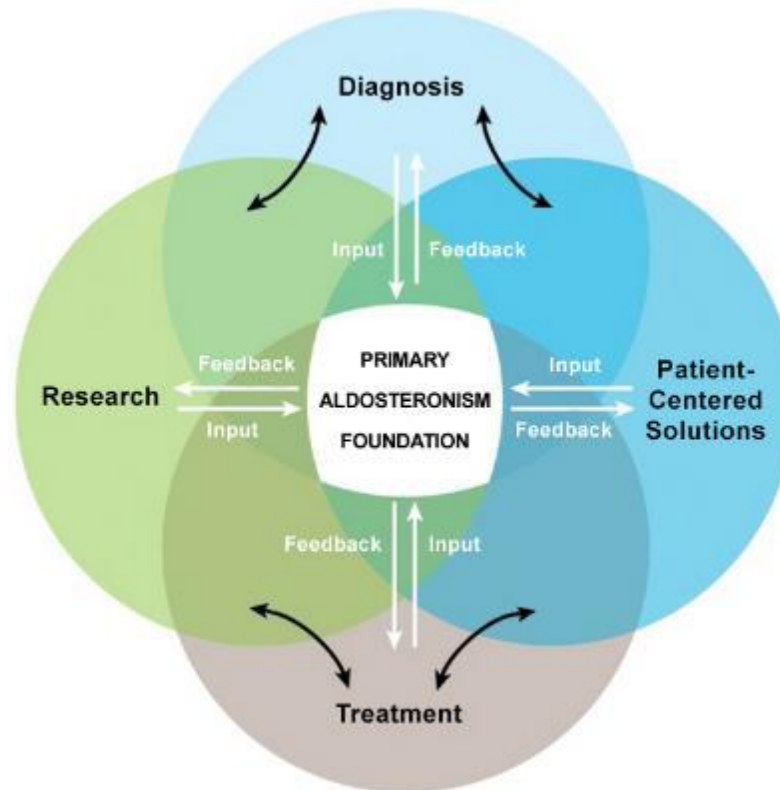 Diagnosis
Input
Feedback
Feedback
Input
Research
PRIMARY
ALDOSTERONISM
FOUNDATION
Input
Feedback
Patient-
Centered
Solutions
Feedback
Input
Treatment